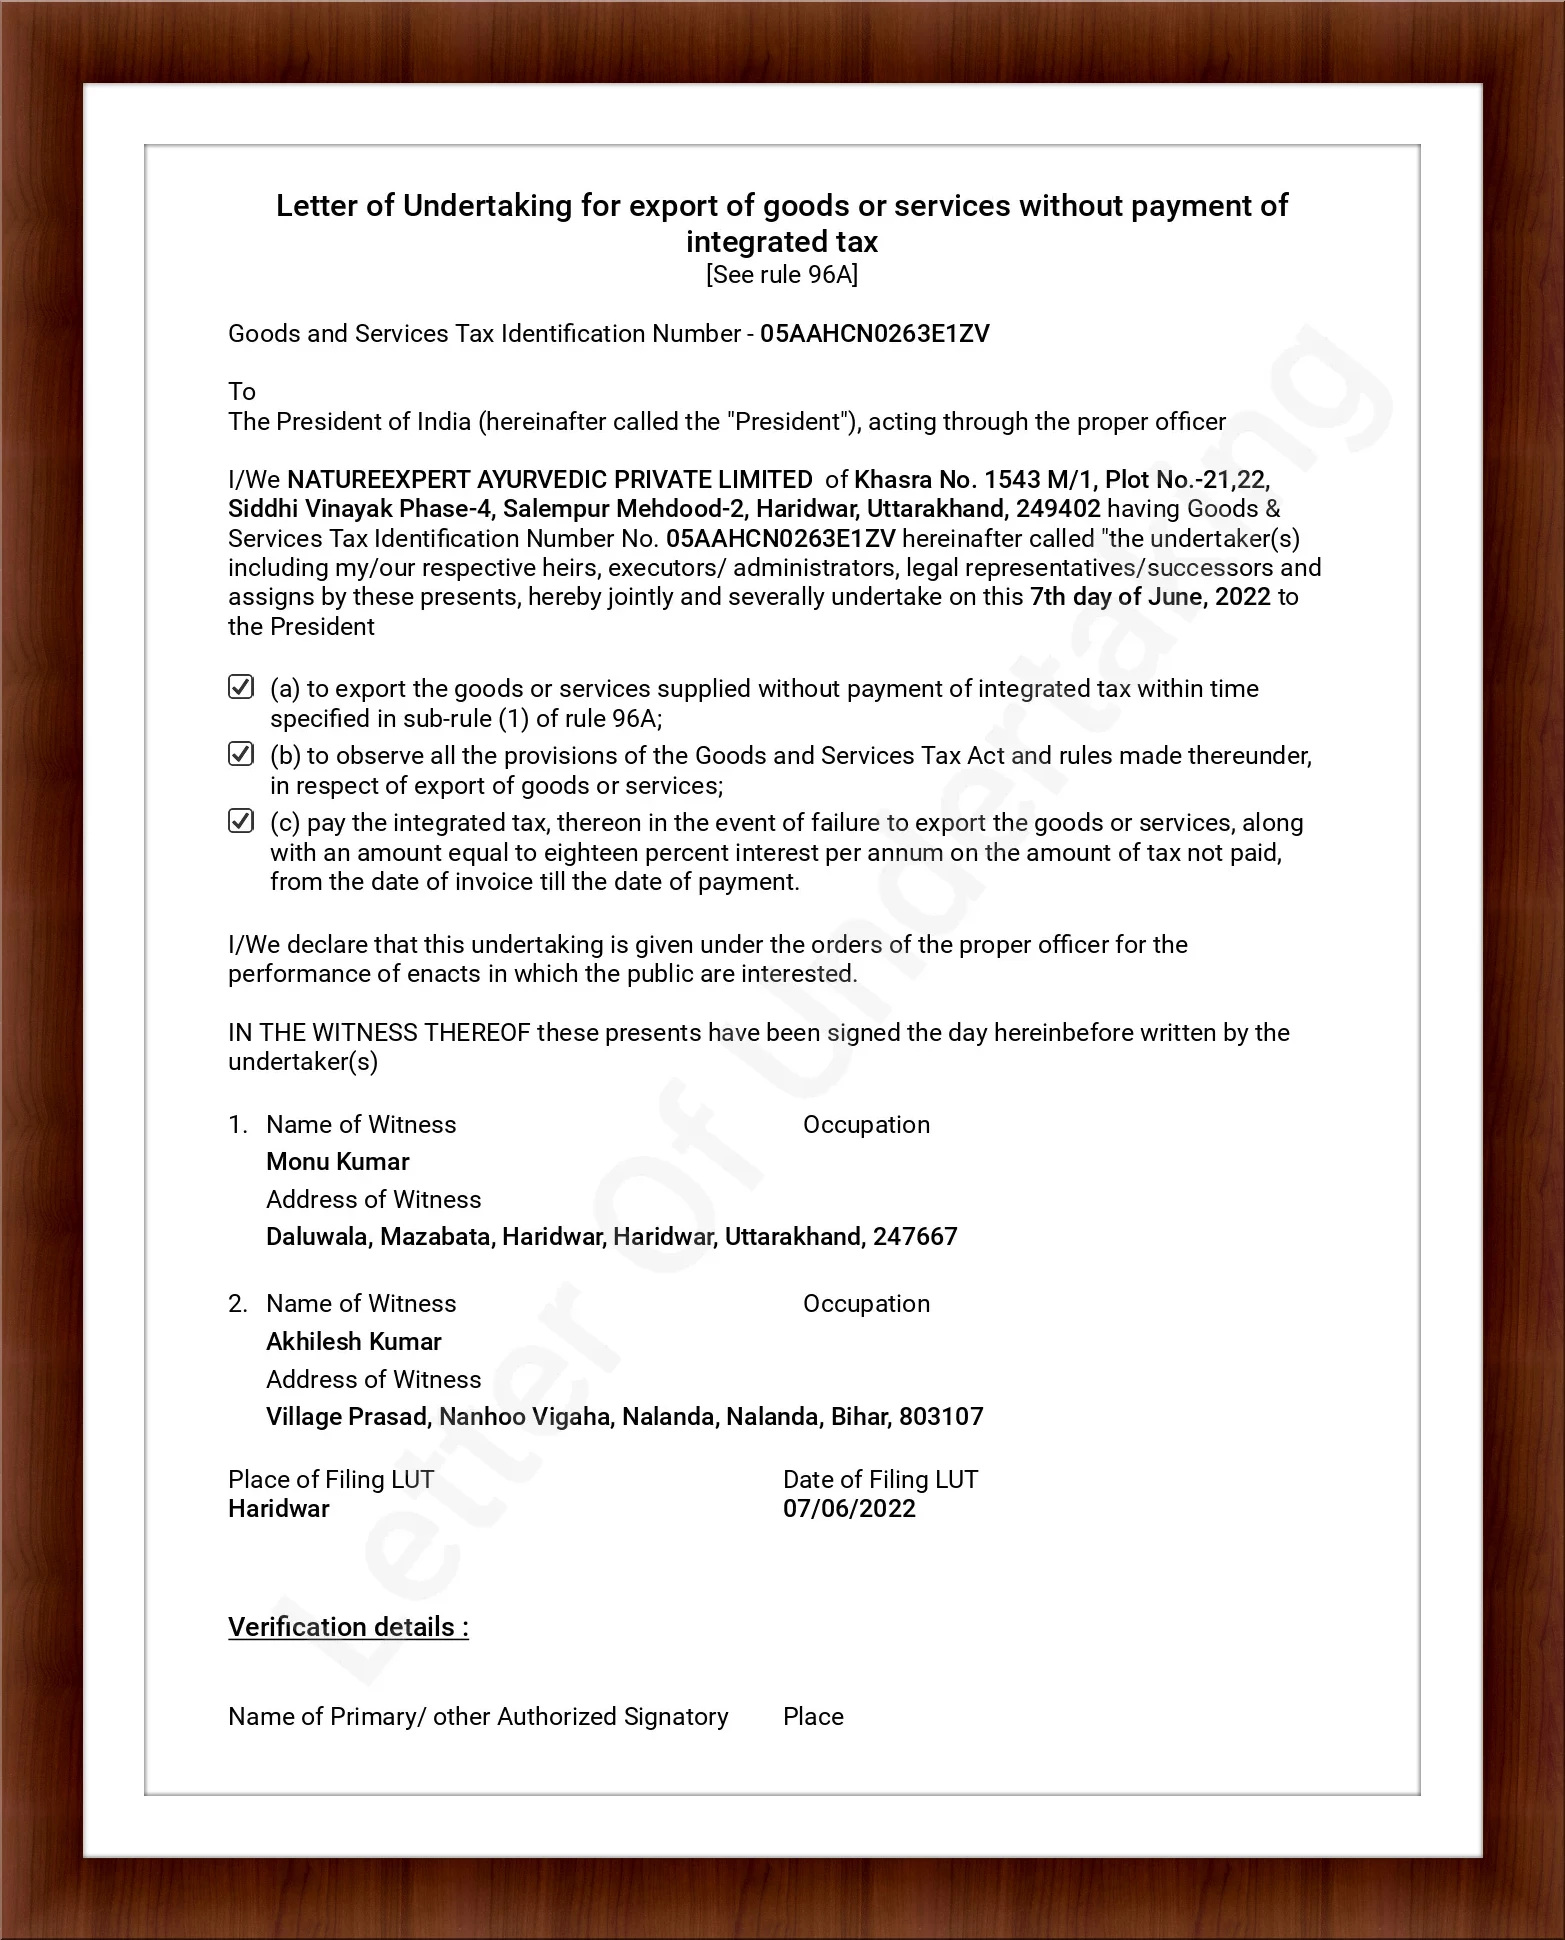 Letter of Undertaking for export of goods or services without payment of
integrated tax
[See rule 96A]
Goods and Services Tax Identification Number - 05AAHCN0263E1ZV
To
The President of India (hereinafter called the "President"), acting through the proper officer
I/We NATUREEXPERT AYURVEDIC PRIVATE LIMITED of Khasra No. 1543 M/1, Plot No.-21,22,
Siddhi Vinayak Phase-4, Salempur Mehdood-2, Haridwar, Uttarakhand, 249402 having Goods &
Services Tax Identification Number No. 05AAHCN0263E1ZV hereinafter called "the undertaker(s)
including my/our respective heirs, executors/ administrators, legal representatives/successors and
assigns by these presents, hereby jointly and severally undertake on this 7th day of June, 2022 to
the President
(a) to export the goods or services supplied without payment of integrated tax within time
specified in sub-rule (1) of rule 96A;
(b) to observe all the provisions of the Goods and Services Tax Act and rules made thereunder,
in respect of export of goods or services;
(c) pay the integrated tax, thereon in the event of failure to export the goods or services, along
with an amount equal to eighteen percent interest per annum on the amount of tax not paid,
from the date of invoice till the date of payment.
I/We declare that this undertaking is given under the orders of the proper officer for the
performance of enacts in which the public are interested.
IN THE WITNESS THEREOF these presents have been signed the day hereinbefore written by the
undertaker(s)
1. Name of Witness Occupation
Monu Kumar
Address of Witness
Daluwala, Mazabata, Haridwar, Haridwar, Uttarakhand, 247667
2. Name of Witness Occupation
Akhilesh Kumar
Address of Witness
Village Prasad, Nanhoo Vigaha, Nalanda, Nalanda, Bihar, 803107
Place of Filing LUT Date of Filing LUT
Haridwar 07/06/2022
Verification details :
Name of Primary/ other Authorized Signatory Place
Letter Of Undertaking